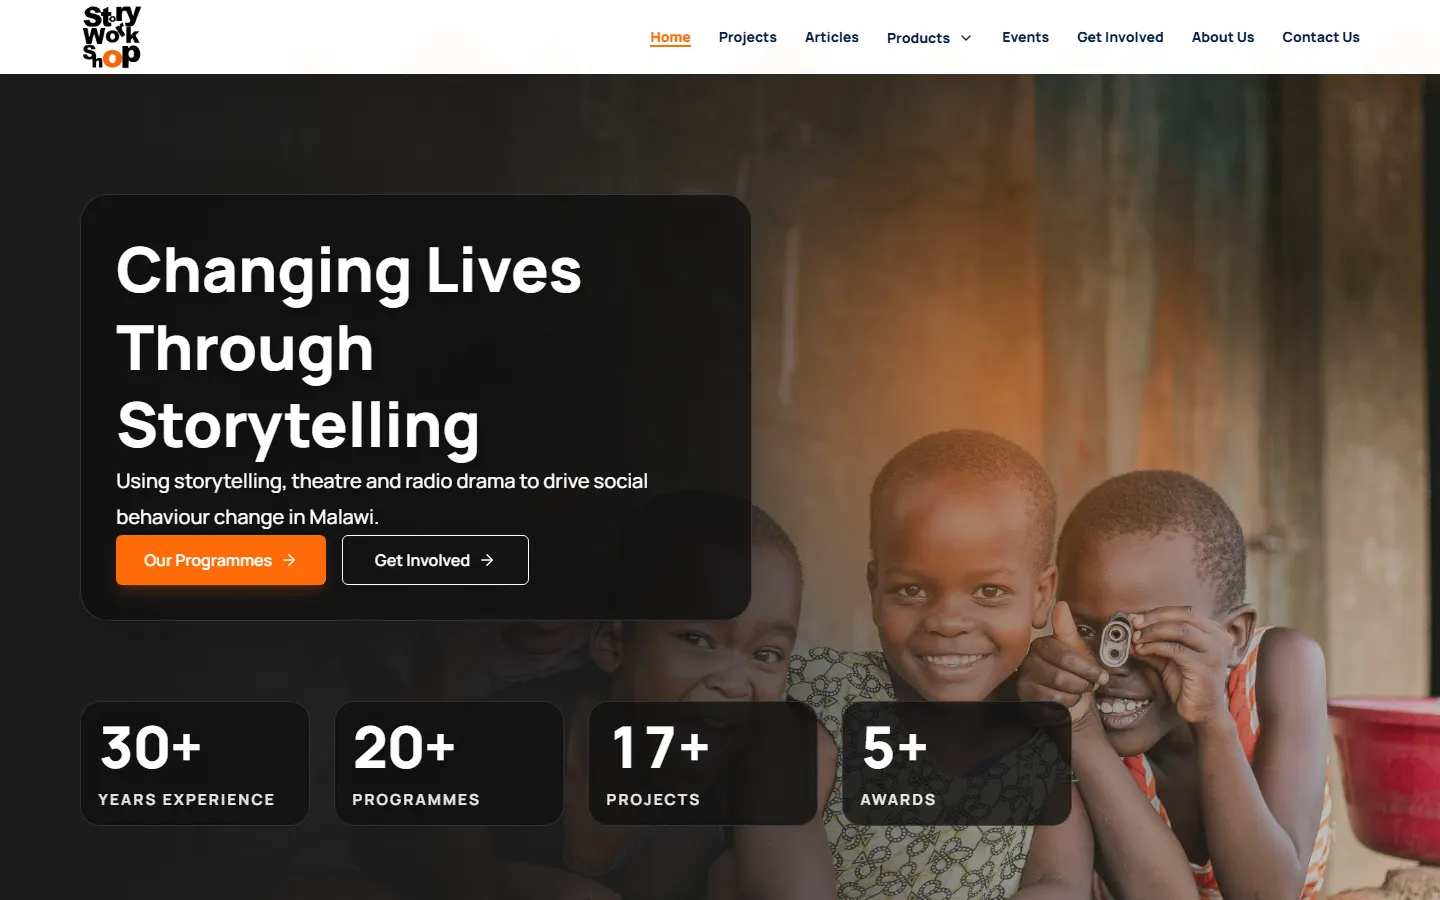 Story
Work
Shop
Home
Projects
Articles
Products
Events
Get Involved
About Us
Contact Us
Changing Lives
Through
Storytelling
Using storytelling, theatre and radio drama to drive social
behaviour change in Malawi.
Our Programmes
Get Involved
30+
YEARS EXPERIENCE
20+
PROGRAMMES
17+
PROJECTS
5+
AWARDS